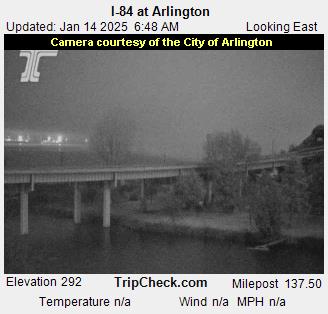 I-84 at Arlington
Updated: Jan 14 2025 6:48 AM Looking East
Camera courtesy of the City of Arlington
Elevation 292 TripCheck.com Milepost 137.50
Temperature n/a Wind n/a MPH n/a